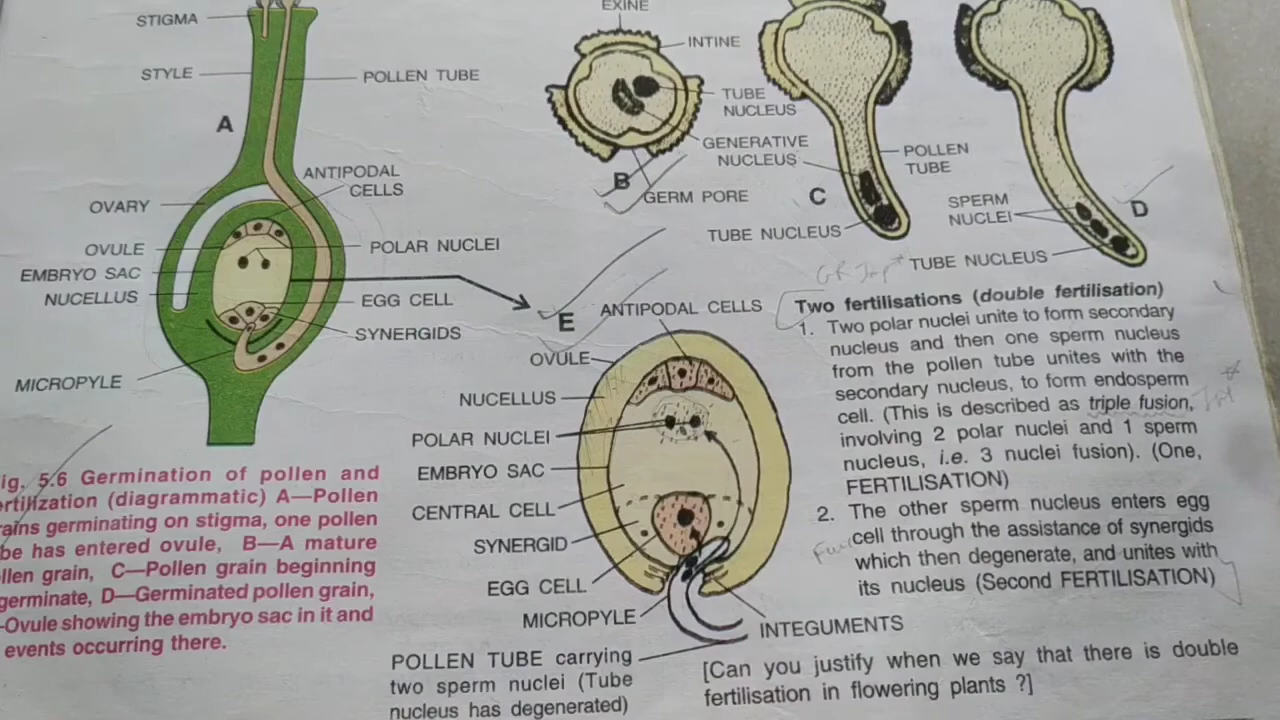 STIGMA
STYLE
POLLEN TUBE
A
ANTIPODAL
CELLS
OVARY
OVULE
POLAR NUCLEI
EMBRYO SAC
NUCELLUS
EGG CELL
SYNERGIDS
MICROPYLE
EXINE
INTINE
TUBE
NUCLEUS
GENERATIVE
NUCLEUS
B
GERM PORE
C
POLLEN
TUBE
TUBE NUCLEUS
SPERM
NUCLEI
D
TUBE NUCLEUS
E
ANTIPODAL CELLS
OVULE
NUCELLUS
POLAR NUCLEI
EMBRYO SAC
CENTRAL CELL
SYNERGID
EGG CELL
MICROPYLE
INTEGUMENTS
POLLEN TUBE carrying
two sperm nuclei (Tube
nucleus has degenerated)
ig. 5.6 Germination of pollen and
ertilization (diagrammatic) A—Pollen
ains germinating on stigma, one pollen
be has entered ovule, B—A mature
llen grain, C—Pollen grain beginning
germinate, D—Germinated pollen grain,
-Ovule showing the embryo sac in it and
events occurring there.
Two fertilisations (double fertilisation)
1. Two polar nuclei unite to form secondary
nucleus and then one sperm nucleus
from the pollen tube unites with the
secondary nucleus, to form endosperm
cell. (This is described as triple fusion,
involving 2 polar nuclei and 1 sperm
nucleus, i.e. 3 nuclei fusion). (One,
FERTILISATION)
2. The other sperm nucleus enters egg
cell through the assistance of synergids
which then degenerate, and unites with
its nucleus (Second FERTILISATION)
[Can you justify when we say that there is double
fertilisation in flowering plants ?]